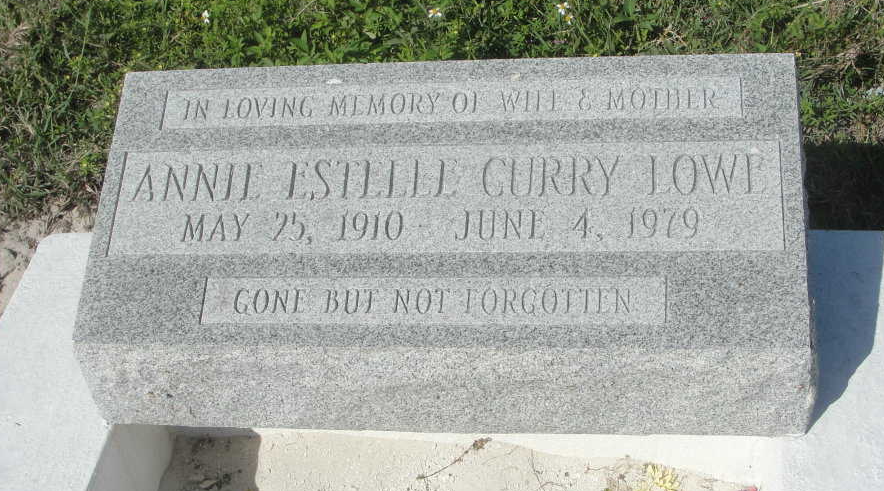 IN LOVING MEMORY OF WIFE & MOTHER
ANNIE ESTELLE CURRY LOWE
MAY 25, 1910 - JUNE 4, 1979
GONE BUT NOT FORGOTTEN